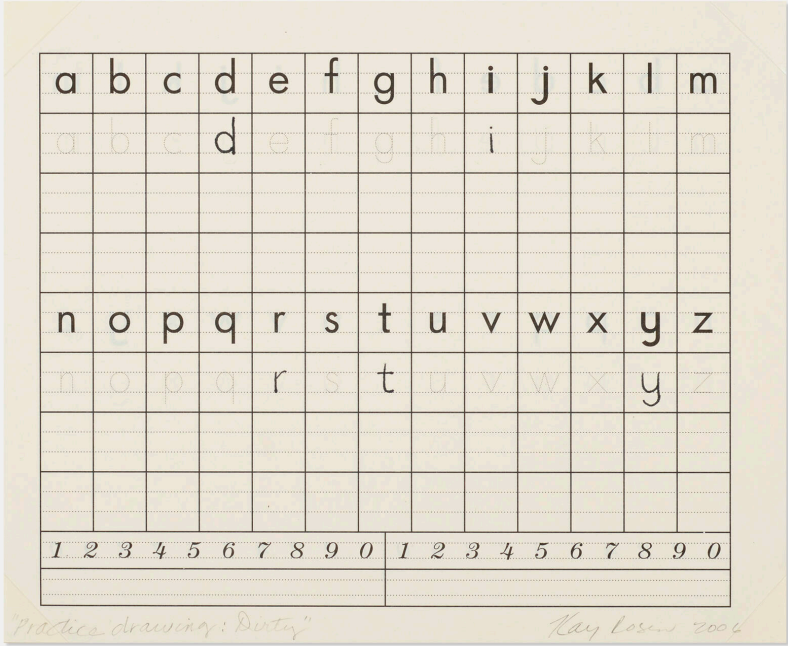 a b c d e f g h i j k l m
a b c d e f g h i j k l m
n o p q r s t u v w x y z
n o p q r s t u v w x y z
1 2 3 4 5 6 7 8 9 0 1 2 3 4 5 6 7 8 9 0
"Practice drawing: Dirty" Kay Rosen 2006